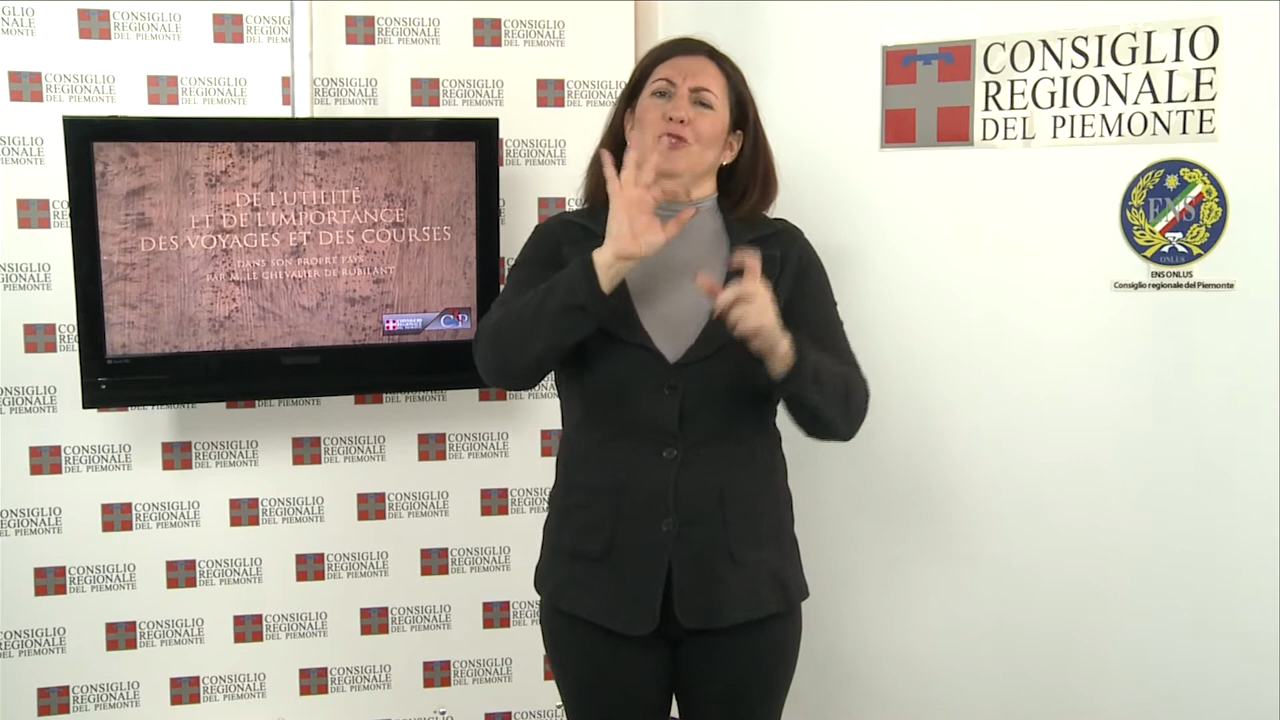 DE L'UTILITÉ
ET DE L'IMPORTANCE
DES VOYAGES ET DES COURSES
DANS SON PROPRE PAYS
PAR M. LE CHEVALIER DE ROBILANT
CONSIGLIO
REGIONALE
DEL PIEMONTE
ENS
ONLUS
ENS ONLUS
Consiglio regionale del Piemonte
CONSIGLIO
REGIONALE
DEL PIEMONTE